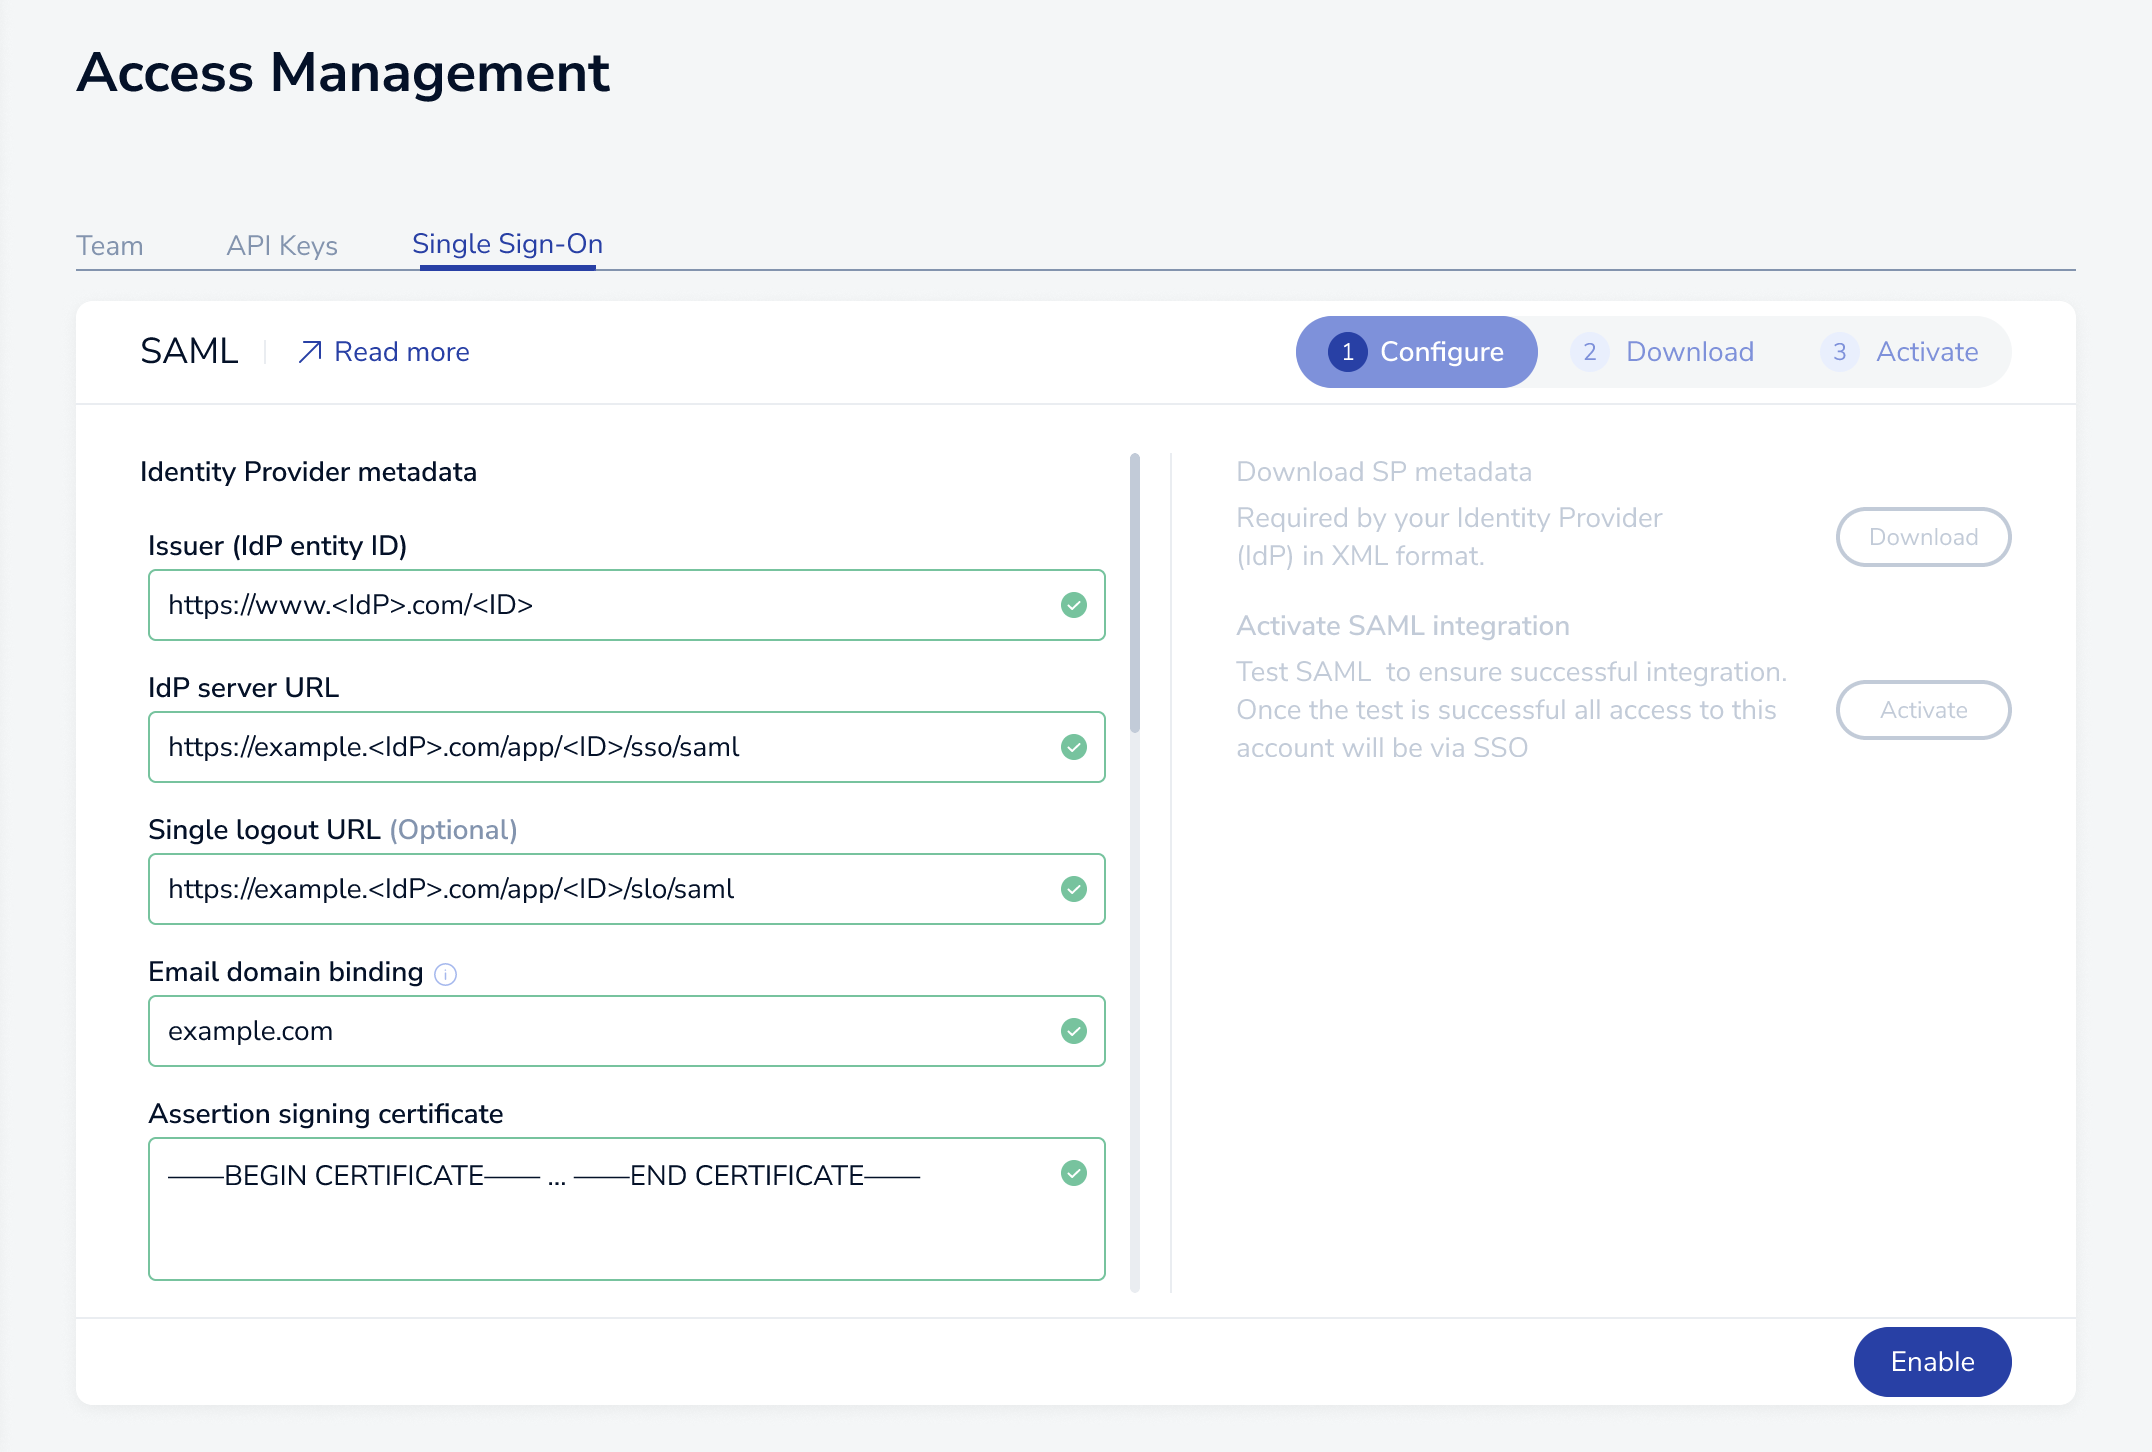 Access Management
Team API Keys Single Sign-On
SAML Read more 1 Configure 2 Download 3 Activate
Identity Provider metadata
Issuer (IdP entity ID)
https://www.<IdP>.com/<ID>
IdP server URL
https://example.<IdP>.com/app/<ID>/sso/saml
Single logout URL (Optional)
https://example.<IdP>.com/app/<ID>/slo/saml
Email domain binding
example.com
Assertion signing certificate
——BEGIN CERTIFICATE—— ... ——END CERTIFICATE——
Download SP metadata
Required by your Identity Provider
(IdP) in XML format.
Download
Activate SAML integration
Test SAML  to ensure successful integration.
Once the test is successful all access to this
account will be via SSO
Activate
Enable